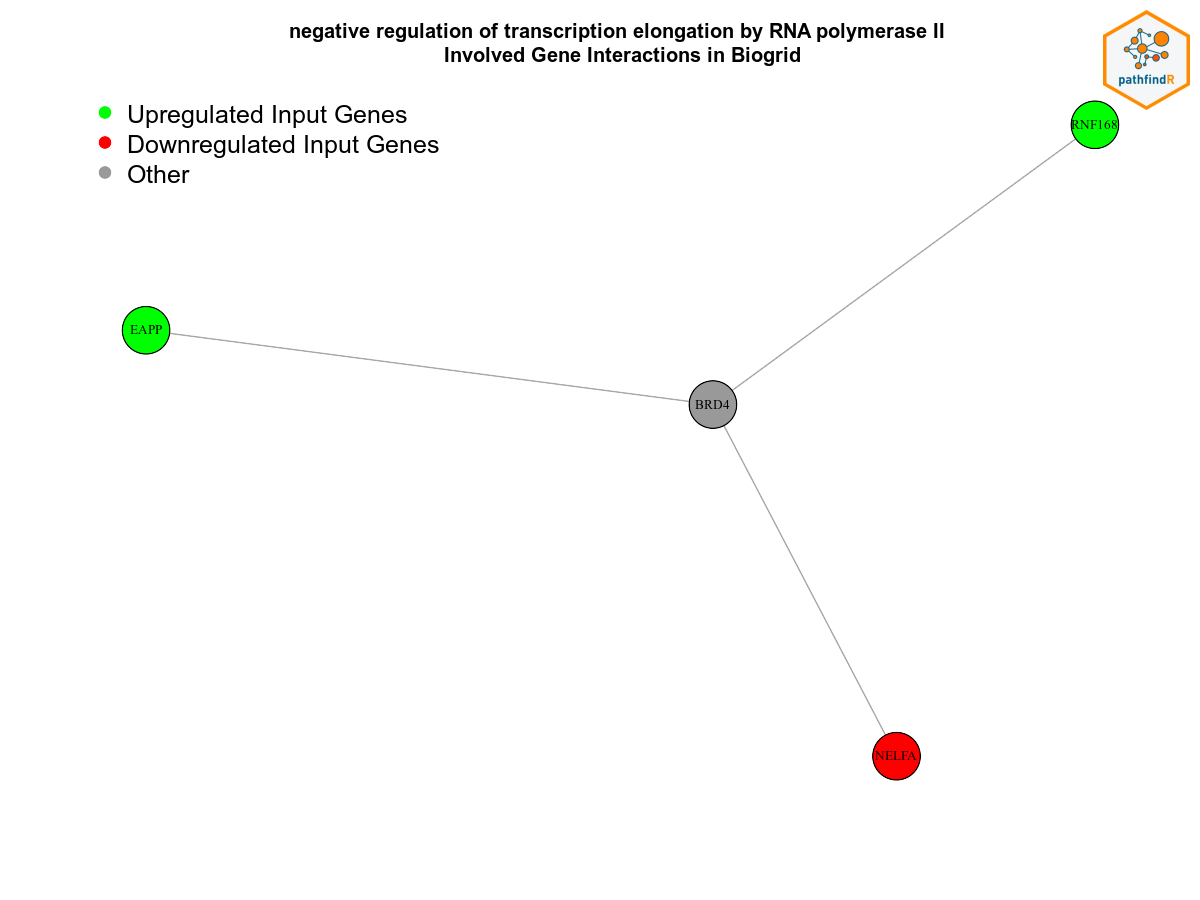 negative regulation of transcription elongation by RNA polymerase II
Involved Gene Interactions in Biogrid
pathfindR
Upregulated Input Genes
Downregulated Input Genes
Other
RNF168
EAPP
BRD4
NELFA